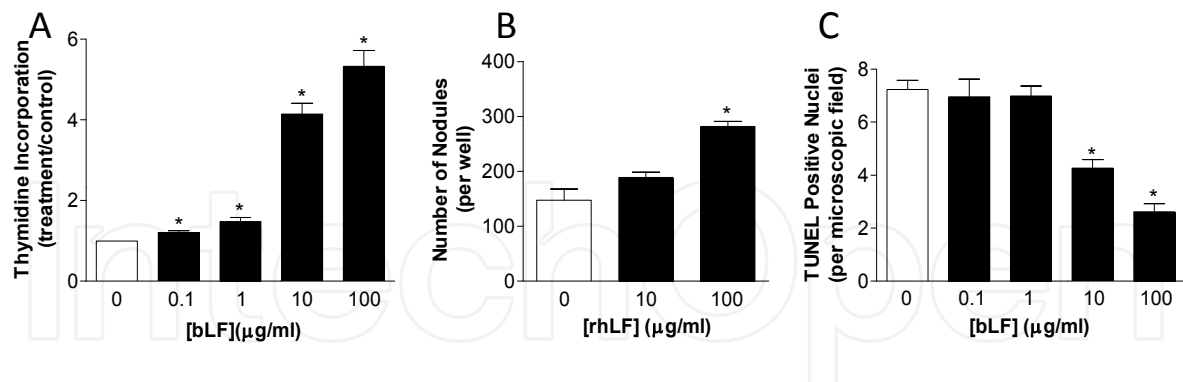 A
Thymidine Incorporation
(treatment/control)
6
4
2
0
*
*
*
*
0
0.1
1
10
100
[bLF](μg/ml)
B
Number of Nodules
(per well)
400
300
200
100
0
*
0
10
100
[rhLF] (μg/ml)
C
TUNEL Positive Nuclei
(per microscopic field)
8
6
4
2
0
*
*
0
0.1
1
10
100
[bLF] (μg/ml)
IntechOpen